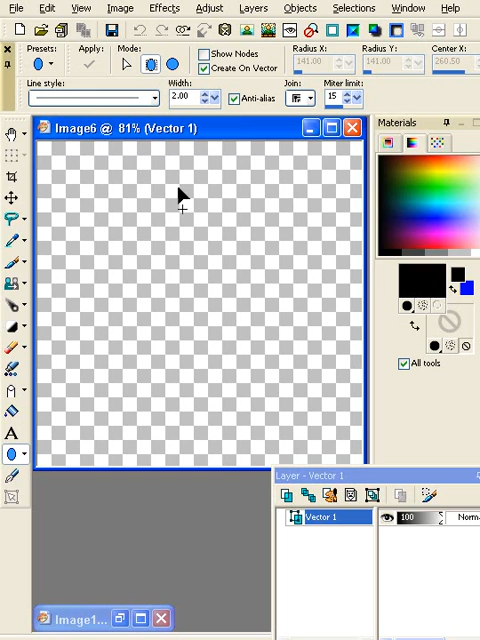 File Edit View Image Effects Adjust Layers Objects Selections Window Help
Presets: Apply: Mode: Show Nodes Radius X: Radius Y: Center X:
Create On Vector 141.00 141.00 260.50
Line style: Width: Join: Miter limit:
2.00 Anti-alias 15
Image6 @ 81% (Vector 1)
Materials
All tools
A
Layer - Vector 1
Vector 1 100 Norm
Image1...